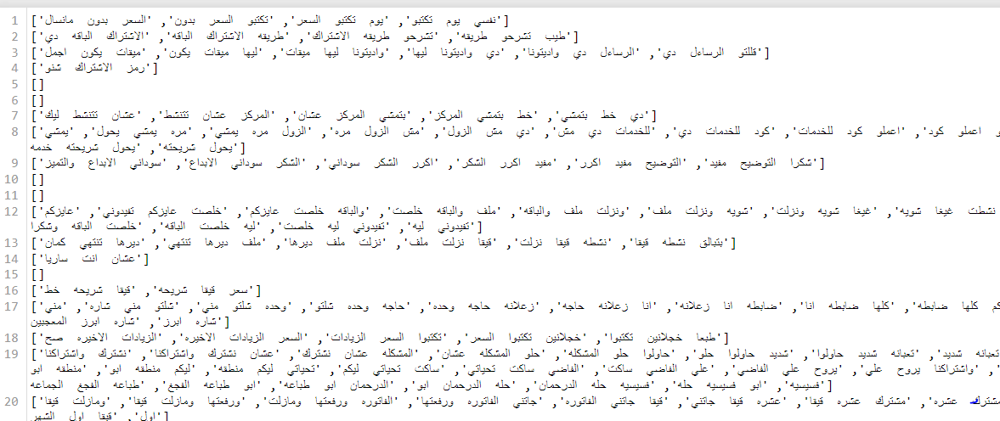 1 ['نفسي يوم تكتبو', 'يوم تكتبو السعر', 'تكتبو السعر بدون', 'السعر بدون مانسال']
2 ['طيب تشرحو طريقه', 'تشرحو طريقه الاشتراك', 'طريقه الاشتراك الباقه', 'الاشتراك الباقه دي']
3 ['قللتو الرساءل دي', 'الرساءل دي واديتونا', 'دي واديتونا ليها', 'واديتونا ليها ميقات', 'ليها ميقات يكون', 'ميقات يكون اجمل']
4 ['رمز الاشتراك شنو']
5 []
6 []
7 ['دي خط بتمشي', 'خط بتمشي المركز', 'بتمشي المركز عشان', 'المركز عشان تتنشط', 'عشان تتنشط ليك']
8 [' اعملو كود', 'اعملو كود للخدمات', 'كود للخدمات دي', 'للخدمات دي مش', 'دي مش الزول', 'مش الزول مره', 'الزول مره يمشي', 'مره يمشي يحول', 'يمشي
يحول شريحته', 'يحول شريحته خدمه']
9 ['شكرا التوضيح مفيد', 'التوضيح مفيد اكرر', 'مفيد اكرر الشكر', 'اكرر الشكر سوداني', 'الشكر سوداني الابداع', 'سوداني الابداع والتميز']
10 []
11 []
12 ['نشطت غيغا شويه', 'غيغا شويه ونزلت', 'شويه ونزلت ملف', 'ونزلت ملف والباقه', 'ملف والباقه خلصت', 'والباقه خلصت عايزكم', 'خلصت عايزكم تفيدوني', 'عايزكم
تفيدوني ليه', 'تفيدوني ليه خلصت', 'ليه خلصت الباقه', 'خلصت الباقه وشكرا']
13 ['بتبالق نشطه قيقا', 'نشطه قيقا نزلت', 'قيقا نزلت ملف', 'نزلت ملف ديرها', 'ملف ديرها تنتهي', 'ديرها تنتهي كمان']
14 ['عشان انت ساريا']
15 []
16 ['سعر قيقا شريحه', 'قيقا شريحه خط']
17 [' كلها ضابطه', 'كلها ضابطه انا', 'ضابطه انا زعلانه', 'انا زعلانه حاجه', 'زعلانه حاجه وحده', 'حاجه وحده شلتو', 'وحده شلتو مني', 'شلتو مني شاره', 'مني
شاره ابرز', 'شاره ابرز المعجبين']
18 ['طبعا خجلانين تكتبوا', 'خجلانين تكتبوا السعر', 'تكتبوا السعر الزيادات', 'السعر الزيادات الاخيره', 'الزيادات الاخيره صح']
19 ['تعبانه شديد', 'تعبانه شديد حاولوا', 'شديد حاولوا حلو', 'حاولوا حلو المشكله', 'حلو المشكله عشان', 'المشكله عشان نشترك', 'عشان نشترك واشتراكنا', 'نشترك واشتراكنا
', 'واشتراكنا يروح علي', 'يروح علي الفاضي', 'علي الفاضي ساكت', 'الفاضي ساكت تحياتي', 'ساكت تحياتي ليكم', 'تحياتي ليكم منطقه', 'ليكم منطقه ابو', 'منطقه ابو
فسيسيه', 'ابو فسيسيه حله', 'فسيسيه حله الدرحمان', 'حله الدرحمان ابو', 'الدرحمان ابو طباعه', 'ابو طباعه الفجغ', 'طباعه الفجغ الجماعه']
20 ['مشترك عشره', 'مشترك عشره قيقا', 'عشره قيقا جاتني', 'قيقا جاتني الفاتوره', 'جاتني الفاتوره ورفعتها', 'الفاتوره ورفعتها ومازلت', 'ورفعتها ومازلت قيقا', 'ومازلت قيقا
اول', 'قيقا اول الشهر']